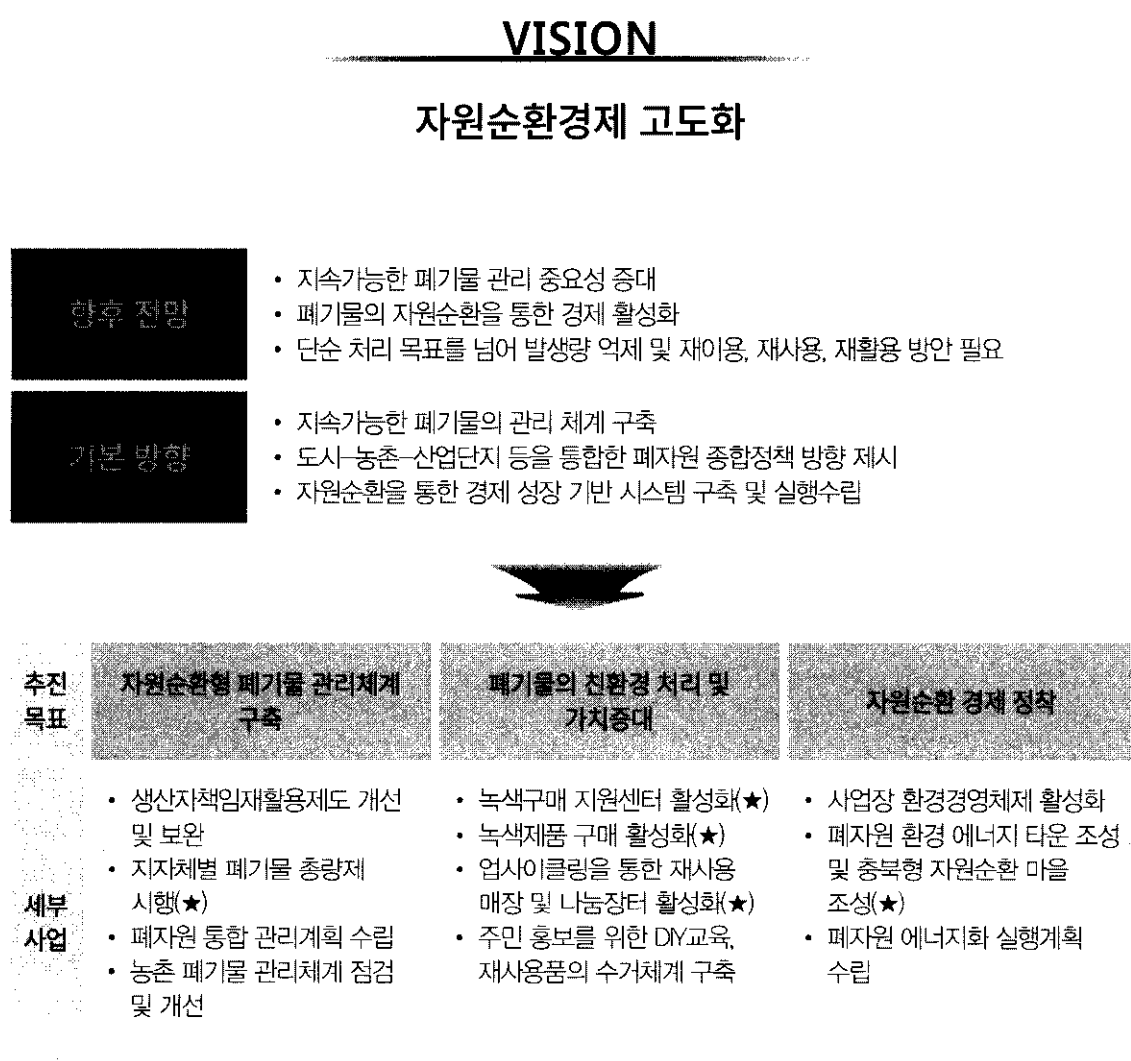 VISION
자원순환경제 고도화
향후 전망
• 지속가능한 폐기물 관리 중요성 증대
• 폐기물의 자원순환을 통한 경제 활성화
• 단순 처리 목표를 넘어 발생량 억제 및 재이용, 재사용, 재활용 방안 필요
기본 방향
• 지속가능한 폐기물의 관리 체계 구축
• 도시–농촌–산업단지 등을 통합한 폐자원 종합정책 방향 제시
• 자원순환을 통한 경제 성장 기반 시스템 구축 및 실행수립
추진
목표
자원순환형 폐기물 관리체계
구축
폐기물의 친환경 처리 및
가치증대
자원순환 경제 정착
세부
사업
• 생산자책임재활용제도 개선
및 보완
• 지자체별 폐기물 총량제
시행(★)
• 폐자원 통합 관리계획 수립
• 농촌 폐기물 관리체계 점검
및 개선
• 녹색구매 지원센터 활성화(★)
• 녹색제품 구매 활성화(★)
• 업사이클링을 통한 재사용
매장 및 나눔장터 활성화(★)
• 주민 홍보를 위한 DIY교육,
재사용품의 수거체계 구축
• 사업장 환경경영체제 활성화
• 폐자원 환경 에너지 타운 조성
및 충북형 자원순환 마을
조성(★)
• 폐자원 에너지화 실행계획
수립